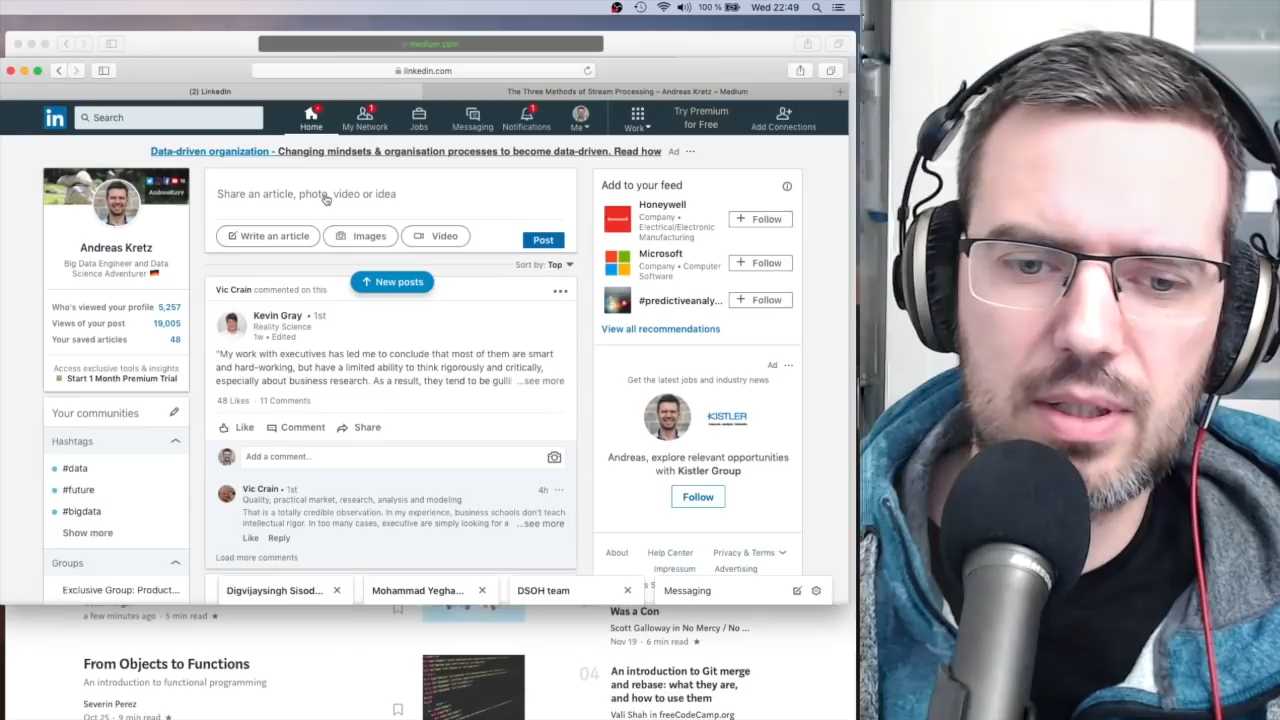 100 %
Wed 22:49
medium.com
linkedin.com
(2) LinkedIn
The Three Methods of Stream Processing – Andreas Kretz – Medium
in
Search
Home
1
My Network
Jobs
Messaging
1
Notifications
Me
Work
Try Premium
for Free
Add Connections
Data-driven organization - Changing mindsets & organisation processes to become data-driven. Read how
Ad
Andreas Kretz
Big Data Engineer and Data
Science Adventurer
Who's viewed your profile 5,257
Views of your post 19,005
Your saved articles 48
Access exclusive tools & insights
Start 1 Month Premium Trial
Your communities
Hashtags
#data
#future
#bigdata
Show more
Groups
Exclusive Group: Product...
Share an article, photo, video or idea
Write an article
Images
Video
Post
Sort by: Top
New posts
Vic Crain commented on this
Kevin Gray • 1st
Reality Science
1w • Edited
"My work with executives has led me to conclude that most of them are smart
and hard-working, but have a limited ability to think rigorously and critically,
especially about business research. As a result, they tend to be gulli ...see more
48 Likes • 11 Comments
Like
Comment
Share
Add a comment...
Vic Crain • 1st
4h
Quality, practical market, research, analysis and modeling
That is a totally credible observation. In my experience, business schools don't teach
intellectual rigor. In too many cases, executive are simply looking for a ...see more
Like Reply
Load more comments
Add to your feed
Honeywell
Company •
Electrical/Electronic
Manufacturing
+ Follow
Microsoft
Company • Computer
Software
+ Follow
#predictiveanaly...
+ Follow
View all recommendations
Ad
Get the latest jobs and industry news
KISTLER
Andreas, explore relevant opportunities
with Kistler Group
Follow
About
Help Center
Privacy & Terms
Impressum
Advertising
Digvijaysingh Sisod...
Mohammad Yegha...
DSOH team
Messaging
a few minutes ago · 5 min read
From Objects to Functions
An introduction to functional programming
Severin Perez
Oct 25 · 9 min read
Was a Con
Scott Galloway in No Mercy / No ...
Nov 19 · 6 min read
04
An introduction to Git merge
and rebase: what they are,
and how to use them
Vali Shah in freeCodeCamp.org